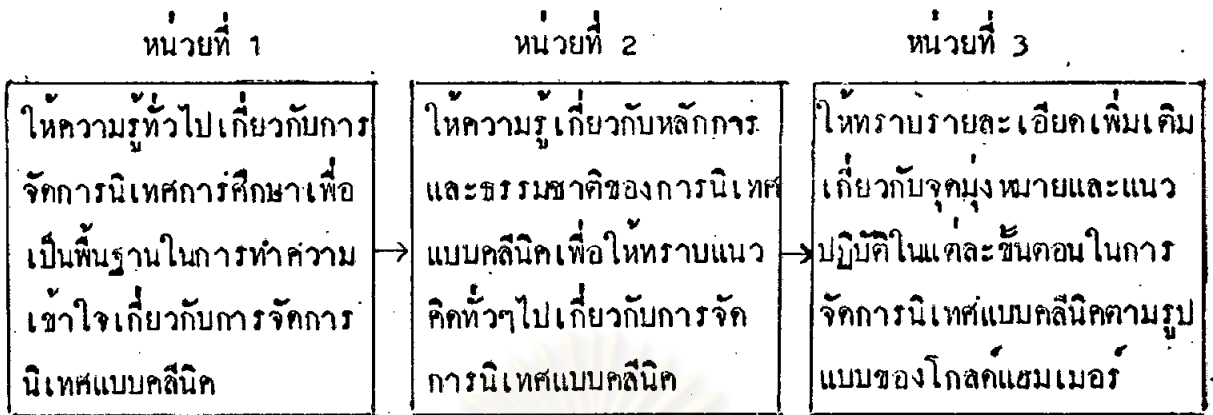 หน่วยที่ 1
ให้ความรู้ทั่วไปเกี่ยวกับการ
จัดการนิเทศการศึกษาเพื่อ
เป็นพื้นฐานในการทำความ
เข้าใจเกี่ยวกับการจัดการ
นิเทศแบบคลีนิค
หน่วยที่ 2
ให้ความรู้เกี่ยวกับหลักการ
และธรรมชาติของการนิเทศ
แบบคลีนิคเพื่อให้ทราบแนว
คิดทั่วๆไปเกี่ยวกับการจัด
การนิเทศแบบคลีนิค
หน่วยที่ 3
ให้ทราบรายละเอียดเพิ่มเติม
เกี่ยวกับจุดมุ่งหมายและแนว
ปฏิบัติในแต่ละขั้นตอนในการ
จัดการนิเทศแบบคลีนิคตามรูป
แบบของโกลด์แฮมเมอร์